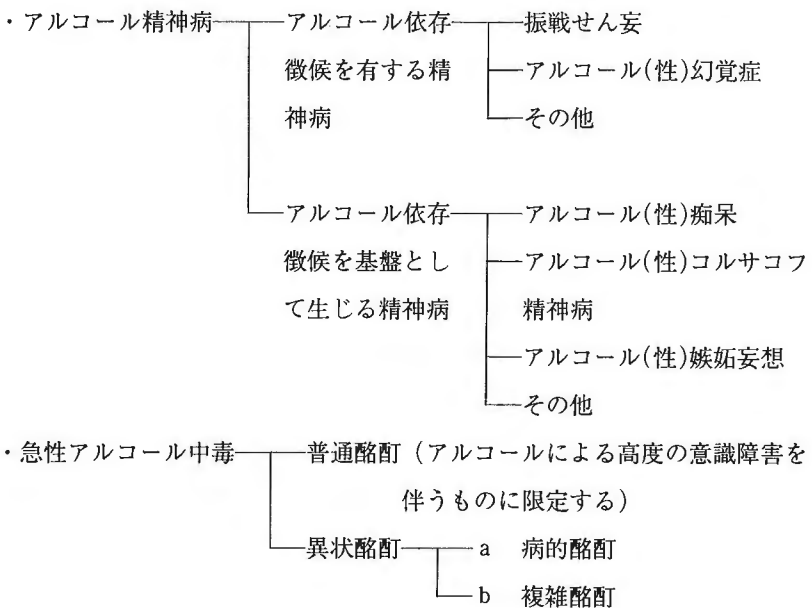 ・アルコール精神病 アルコール依存 振戦せん妄
徴候を有する精 アルコール(性)幻覚症
神病 その他
アルコール依存 アルコール(性)痴呆
徴候を基盤とし アルコール(性)コルサコフ
て生じる精神病 精神病
アルコール(性)嫉妬妄想
その他
・急性アルコール中毒 普通酩酊(アルコールによる高度の意識障害を
伴うものに限定する)
異状酩酊 a 病的酩酊
b 複雑酩酊